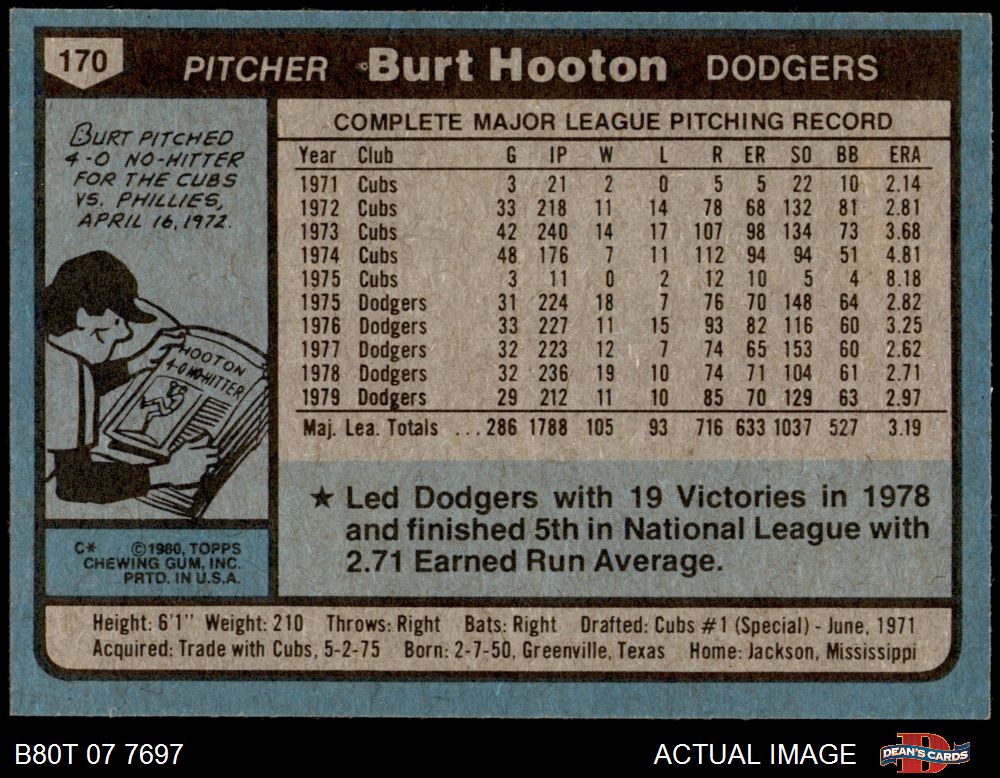 170 PITCHER Burt Hooton DODGERS
BURT PITCHED
4-0 NO-HITTER
FOR THE CUBS
VS. PHILLIES,
APRIL 16, 1972.
HOOTON
4-0 NO-HITTER
C* ©1980, TOPPS
CHEWING GUM, INC.
PRTD. IN U.S.A.
COMPLETE MAJOR LEAGUE PITCHING RECORD
Year Club G IP W L R ER SO BB ERA
1971 Cubs 3 21 2 0 5 5 22 10 2.14
1972 Cubs 33 218 11 14 78 68 132 81 2.81
1973 Cubs 42 240 14 17 107 98 134 73 3.68
1974 Cubs 48 176 7 11 112 94 94 51 4.81
1975 Cubs 3 11 0 2 12 10 5 4 8.18
1975 Dodgers 31 224 18 7 76 70 148 64 2.82
1976 Dodgers 33 227 11 15 93 82 116 60 3.25
1977 Dodgers 32 223 12 7 74 65 153 60 2.62
1978 Dodgers 32 236 19 10 74 71 104 61 2.71
1979 Dodgers 29 212 11 10 85 70 129 63 2.97
Maj. Lea. Totals ...286 1788 105 93 716 633 1037 527 3.19
★ Led Dodgers with 19 Victories in 1978
and finished 5th in National League with
2.71 Earned Run Average.
Height: 6'1" Weight: 210 Throws: Right Bats: Right Drafted: Cubs #1 (Special) - June, 1971
Acquired: Trade with Cubs, 5-2-75 Born: 2-7-50, Greenville, Texas Home: Jackson, Mississippi
B80T 07 7697 ACTUAL IMAGE DEAN'S CARDS